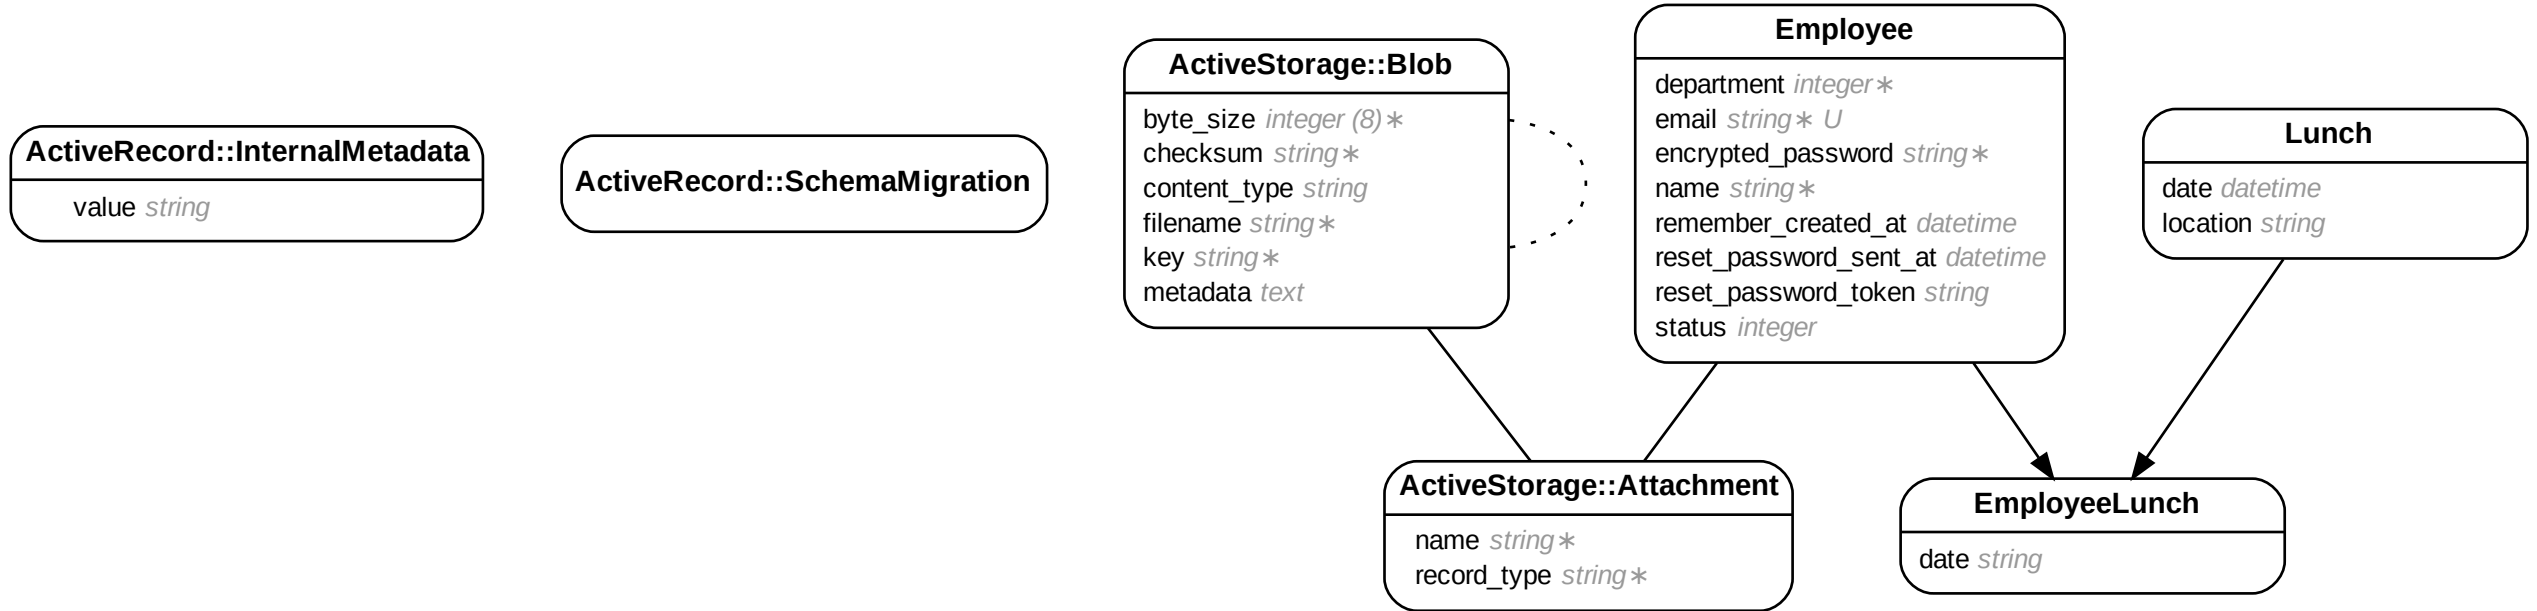 ActiveRecord::InternalMetadata
value string
ActiveRecord::SchemaMigration
ActiveStorage::Blob
byte_size integer (8)∗
checksum string∗
content_type string
filename string∗
key string∗
metadata text
Employee
department integer∗
email string∗ U
encrypted_password string∗
name string∗
remember_created_at datetime
reset_password_sent_at datetime
reset_password_token string
status integer
Lunch
date datetime
location string
ActiveStorage::Attachment
name string∗
record_type string∗
EmployeeLunch
date string